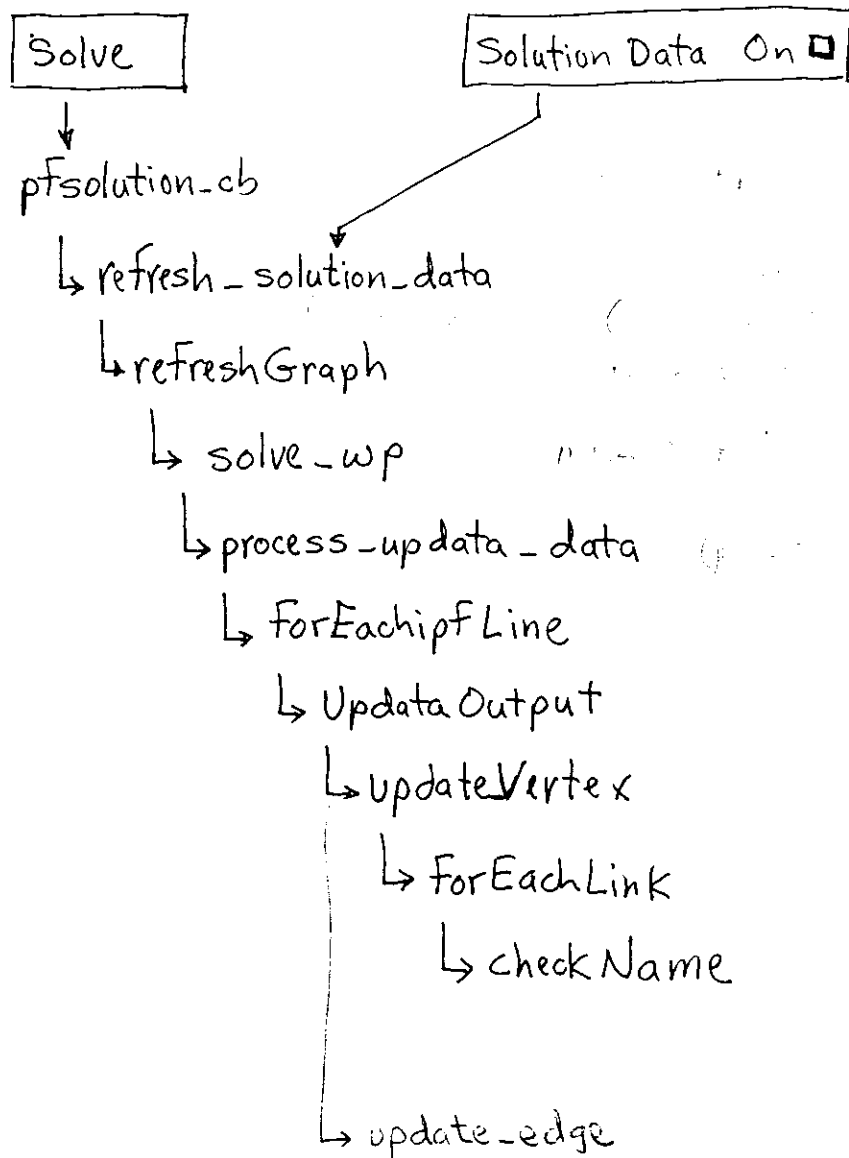 Solve
Solution Data On
pfsolution_cb
refresh_solution_data
refreshGraph
solve_wp
process_updata_data
forEachipfLine
UpdataOutput
updateVertex
forEachLink
checkName
update_edge